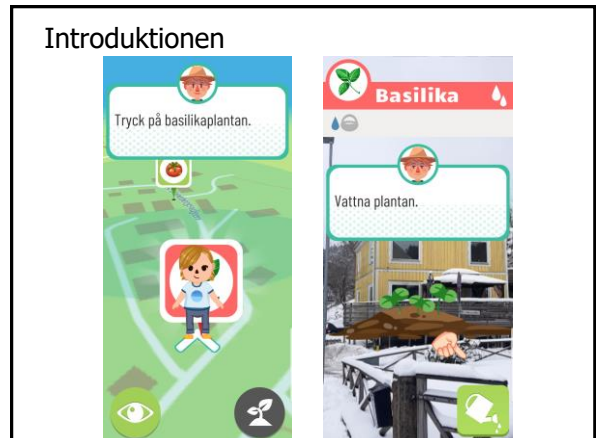 Introduktionen
Tryck på basilikaplantan.
Basilika
Vattna plantan.